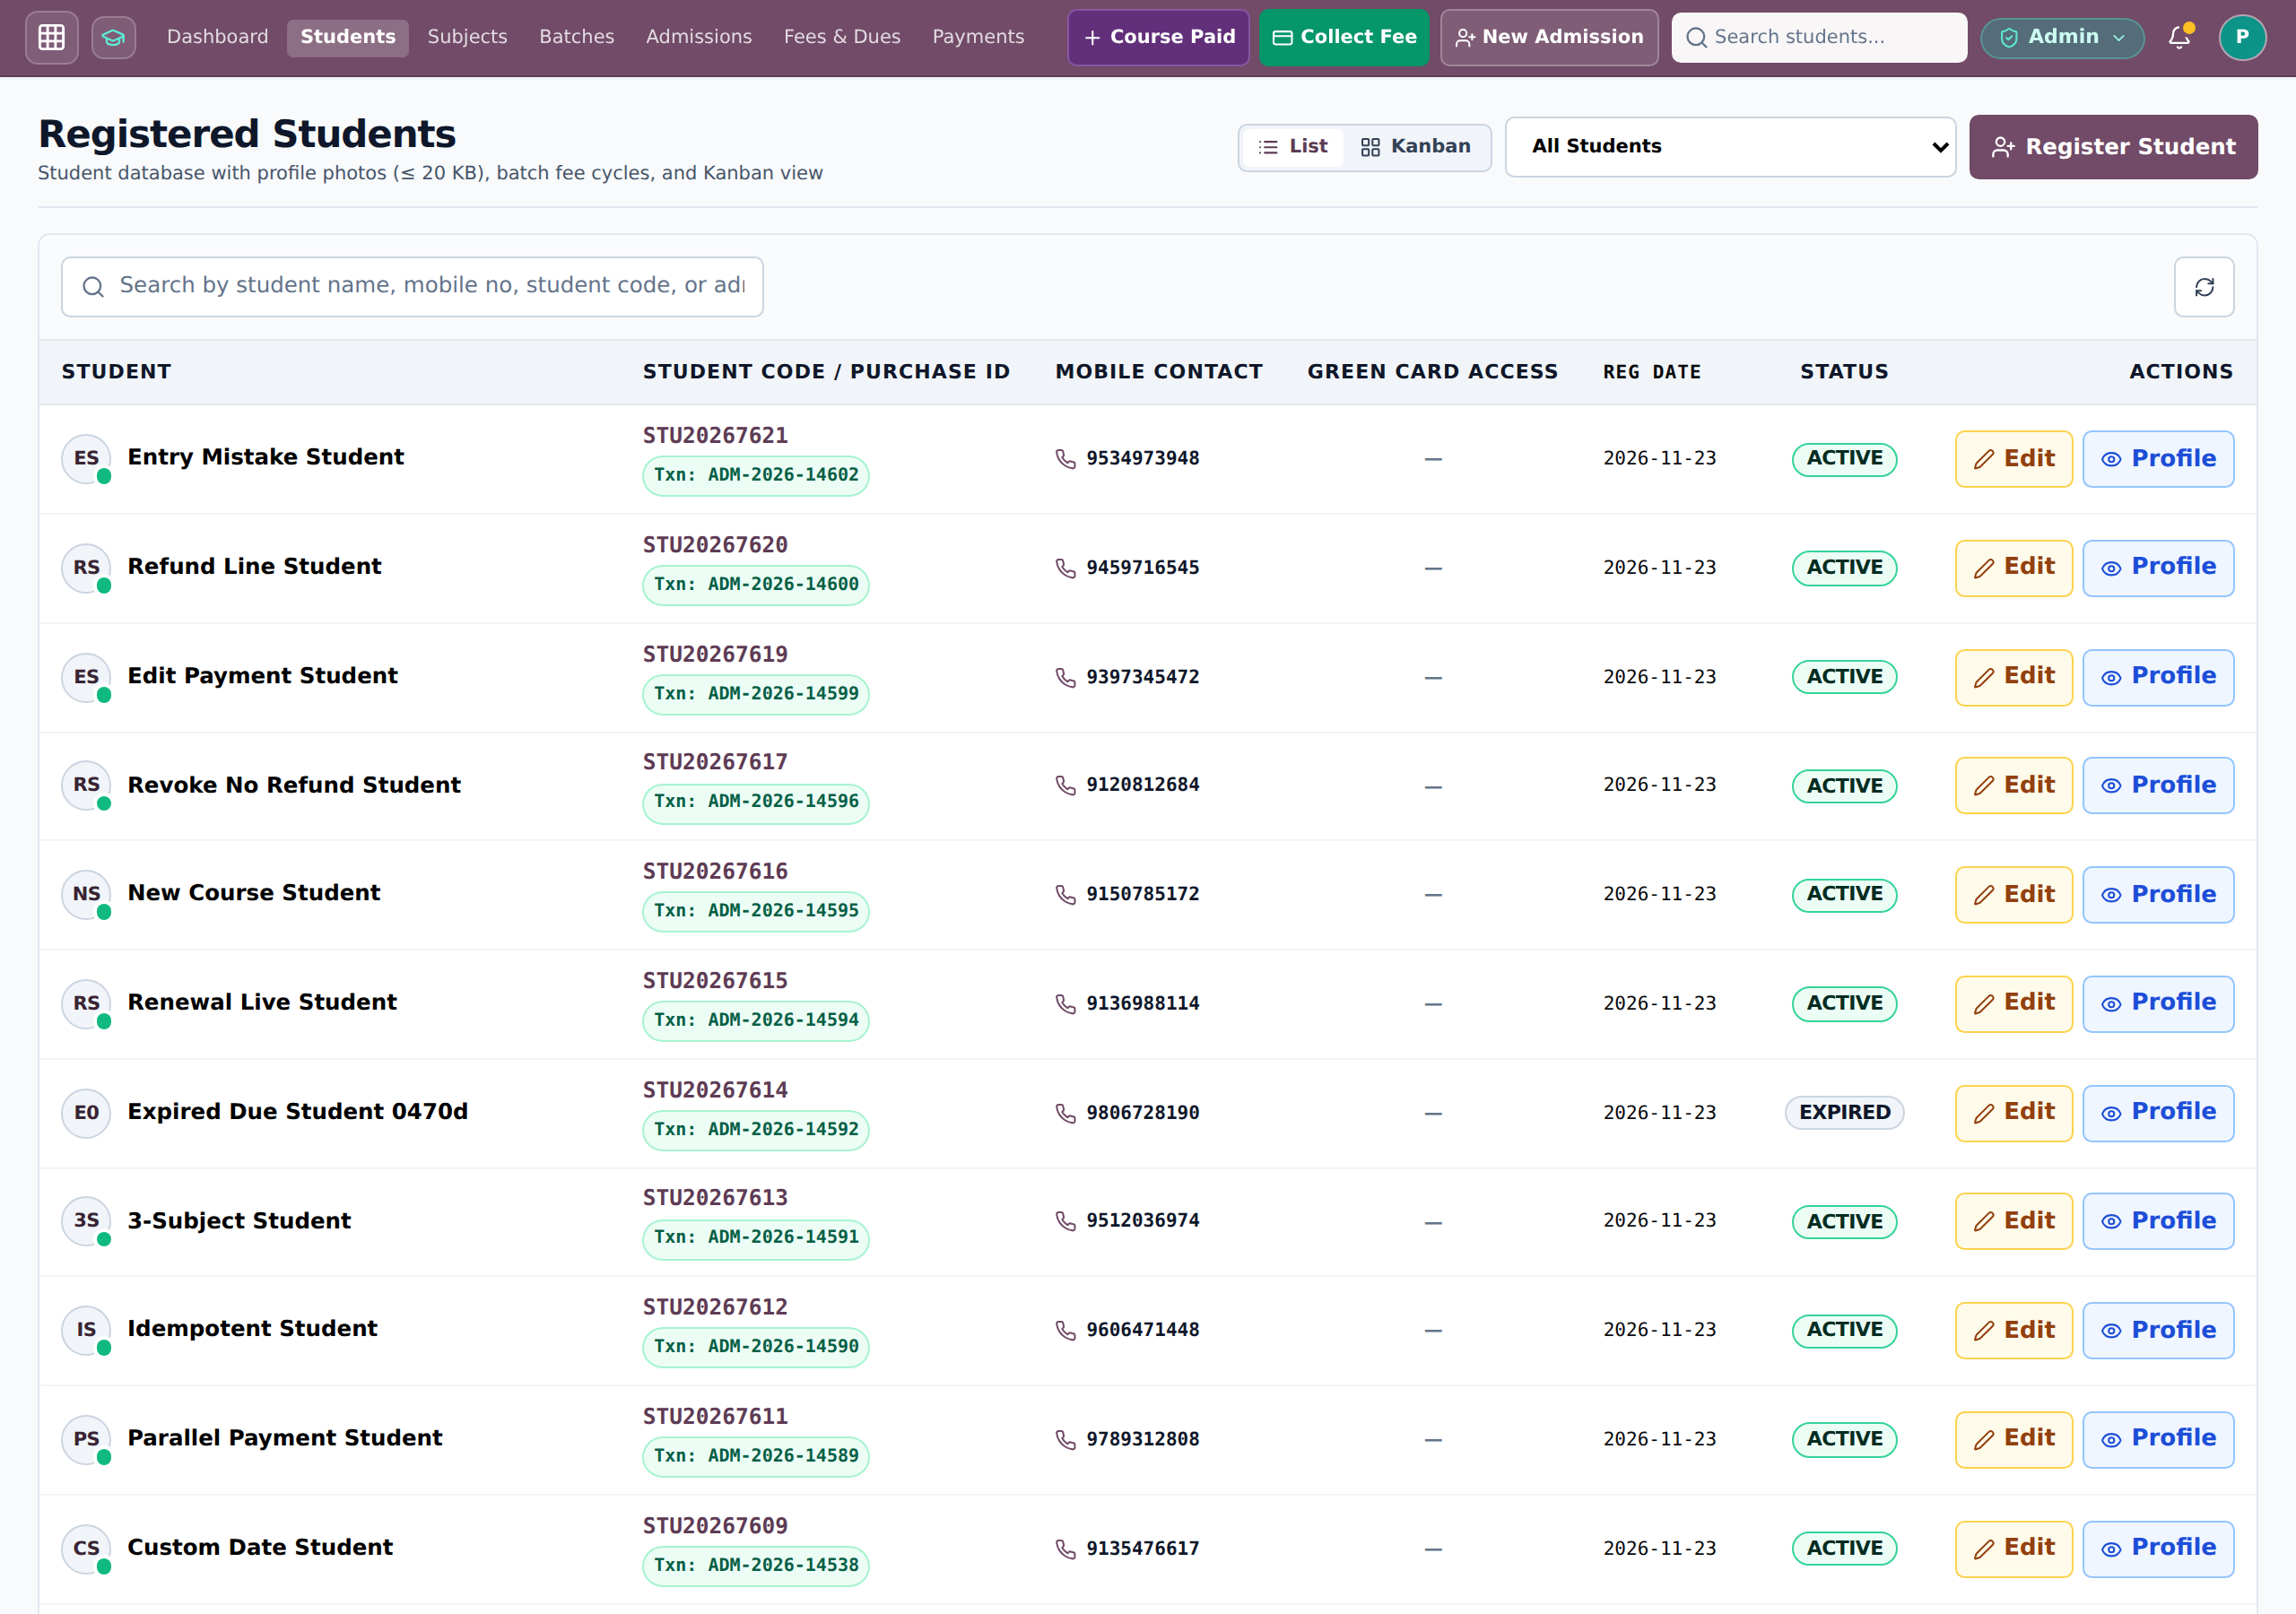 Dashboard Students Subjects Batches Admissions Fees & Dues Payments Course Paid Collect Fee New Admission Search students... Admin P
Registered Students
Student database with profile photos (≤ 20 KB), batch fee cycles, and Kanban view
List Kanban All Students Register Student
Search by student name, mobile no, student code, or
STUDENT STUDENT CODE / PURCHASE ID MOBILE CONTACT GREEN CARD ACCESS REG DATE STATUS ACTIONS
STU20267621
ES Entry Mistake Student 9534973948 — 2026-11-23 ACTIVE Edit Profile
Txn: ADM-2026-14602
STU20267620
RS Refund Line Student 9459716545 — 2026-11-23 ACTIVE Edit Profile
Txn: ADM-2026-14600
STU20267619
ES Edit Payment Student 9397345472 — 2026-11-23 ACTIVE Edit Profile
Txn: ADM-2026-14599
STU20267617
RS Revoke No Refund Student 9120812684 — 2026-11-23 ACTIVE Edit Profile
Txn: ADM-2026-14596
STU20267616
NS New Course Student 9150785172 — 2026-11-23 ACTIVE Edit Profile
Txn: ADM-2026-14595
STU20267615
RS Renewal Live Student 9136988114 — 2026-11-23 ACTIVE Edit Profile
Txn: ADM-2026-14594
STU20267614
E0 Expired Due Student 0470d 9806728190 — 2026-11-23 EXPIRED Edit Profile
Txn: ADM-2026-14592
STU20267613
3S 3-Subject Student 9512036974 — 2026-11-23 ACTIVE Edit Profile
Txn: ADM-2026-14591
STU20267612
IS Idempotent Student 9606471448 — 2026-11-23 ACTIVE Edit Profile
Txn: ADM-2026-14590
STU20267611
PS Parallel Payment Student 9789312808 — 2026-11-23 ACTIVE Edit Profile
Txn: ADM-2026-14589
STU20267609
CS Custom Date Student 9135476617 — 2026-11-23 ACTIVE Edit Profile
Txn: ADM-2026-14538